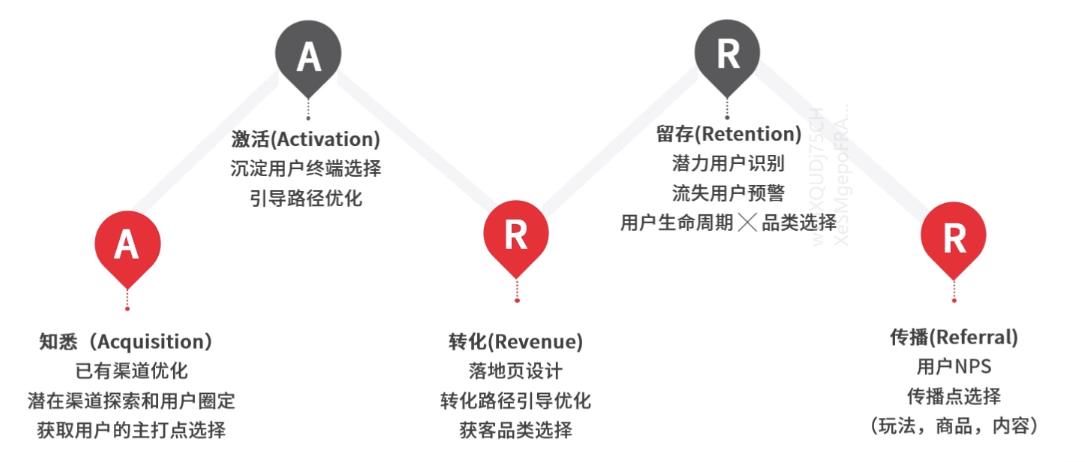 A
激活(Activation)
沉淀用户终端选择
引导路径优化
R
留存(Retention)
潜力用户识别
流失用户预警
用户生命周期╳品类选择
A
知悉（Acquisition）
已有渠道优化
潜在渠道探索和用户圈定
获取用户的主打点选择
R
转化(Revenue)
落地页设计
转化路径引导优化
获客品类选择
R
传播(Referral)
用户NPS
传播点选择
（玩法，商品，内容）